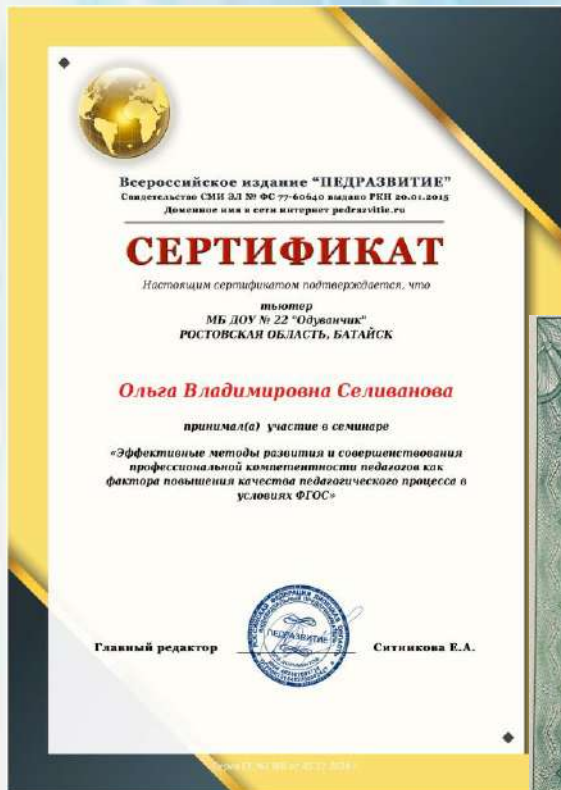 Всероссийское издание "ПЕДРАЗВИТИЕ"
Свидетельство СМИ ЭЛ № ФС 77-60640 выдано РКН 20.01.2015
Доменное имя в сети интернет pedrazvitie.ru
СЕРТИФИКАТ
Настоящим сертификатом подтверждается, что
тьютер
МБ ДОУ № 22 "Одуванчик"
РОСТОВСКАЯ ОБЛАСТЬ, БАТАЙСК
Ольга Владимировна Селиванова
принимал(а) участие в семинаре
«Эффективные методы развития и совершенствования
профессиональной компетентности педагогов как
фактора повышения качества педагогического процесса в
условиях ФГОС»
ПЕДРАЗВИТИЕ
Главный редактор
Ситникова Е.А.